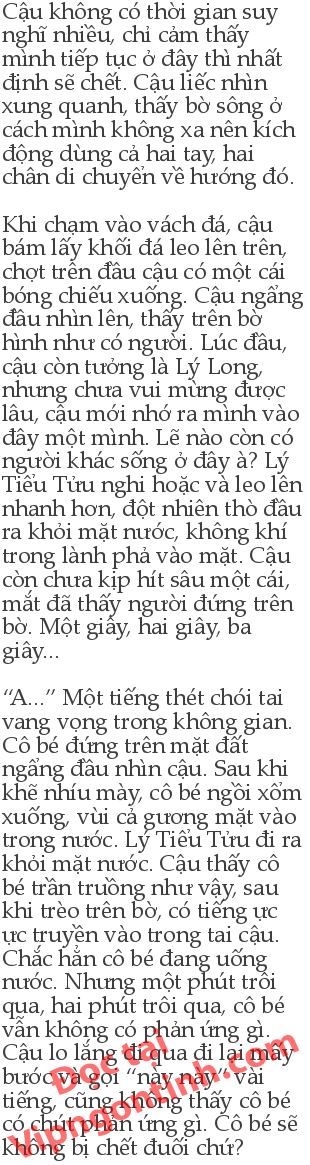 Cậu không có thời gian suy
nghĩ nhiều, chỉ cảm thấy
mình tiếp tục ở đây thì nhất
định sẽ chết. Cậu liếc nhìn
xung quanh, thấy bờ sông ở
cách mình không xa nên kích
động dùng cả hai tay, hai
chân di chuyển về hướng đó.
Khi chạm vào vách đá, cậu
bám lấy khối đá leo lên trên,
chợt trên đầu cậu có một cái
bóng chiếu xuống. Cậu ngẩng
đầu nhìn lên, thấy trên bờ
hình như có người. Lúc đầu,
cậu còn tưởng là Lý Long,
nhưng chưa vui mừng được
lâu, cậu mới nhớ ra mình vào
đây một mình. Lẽ nào còn có
người khác sống ở đây à? Lý
Tiểu Tửu nghi hoặc và leo lên
nhanh hơn, đột nhiên thò đầu
ra khỏi mặt nước, không khí
trong lành phả vào mặt. Cậu
còn chưa kịp hít sâu một cái,
mắt đã thấy người đứng trên
bờ. Một giây, hai giây, ba
giây...
“A...” Một tiếng thét chói tai
vang vọng trong không gian.
Cô bé đứng trên mặt đất
ngẩng đầu nhìn cậu. Sau khi
khẽ nhíu mày, cô bé ngồi xổm
xuống, vùi cả gương mặt vào
trong nước. Lý Tiểu Tửu đi ra
khỏi mặt nước. Cậu thấy cô
bé trần truồng như vậy, sau
khi trèo trên bờ, có tiếng ực
ực truyền vào trong tai cậu.
Chắc hẳn cô bé đang uống
nước. Nhưng một phút trôi
qua, hai phút trôi qua, cô bé
vẫn không có phản ứng gì.
Cậu lo lắng đi qua đi lại mấy
bước và gọi “này này” vài
tiếng, cũng không thấy cô bé
có chút phản ứng gì. Cô bé sẽ
không bị chết đuối chứ?
Đọc tại
Vipngontinh.com